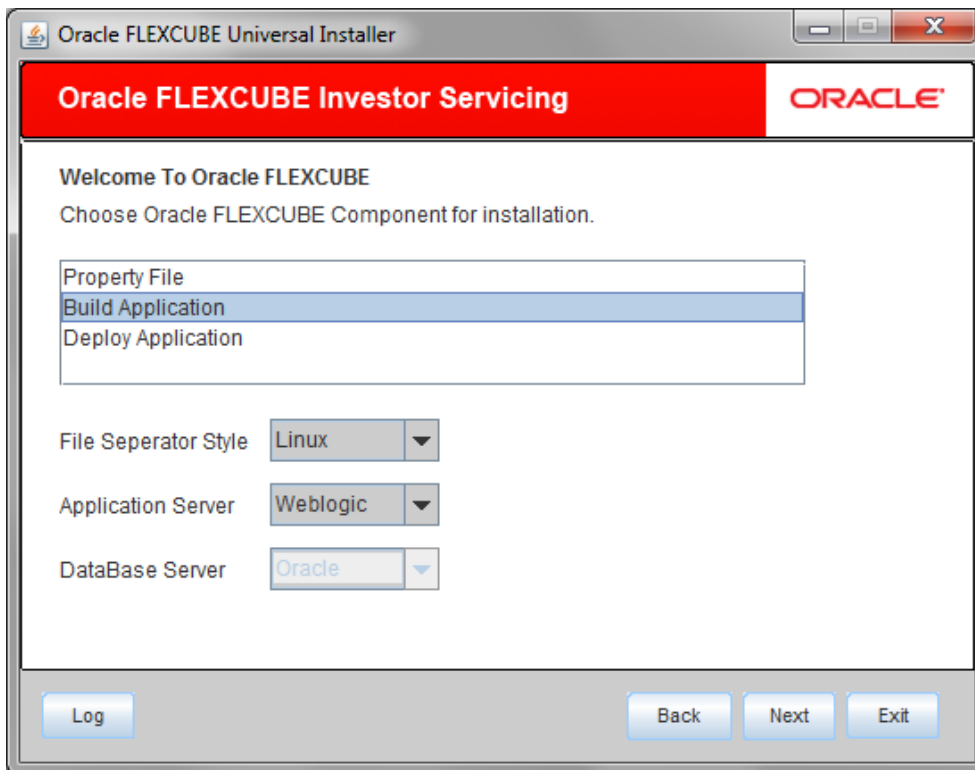 Oracle FLEXCUBE Universal Installer
Oracle FLEXCUBE Investor Servicing
ORACLE
Welcome To Oracle FLEXCUBE
Choose Oracle FLEXCUBE Component for installation.
Property File
Build Application
Deploy Application
File Seperator Style Linux
Application Server Weblogic
DataBase Server Oracle
Log Back Next Exit